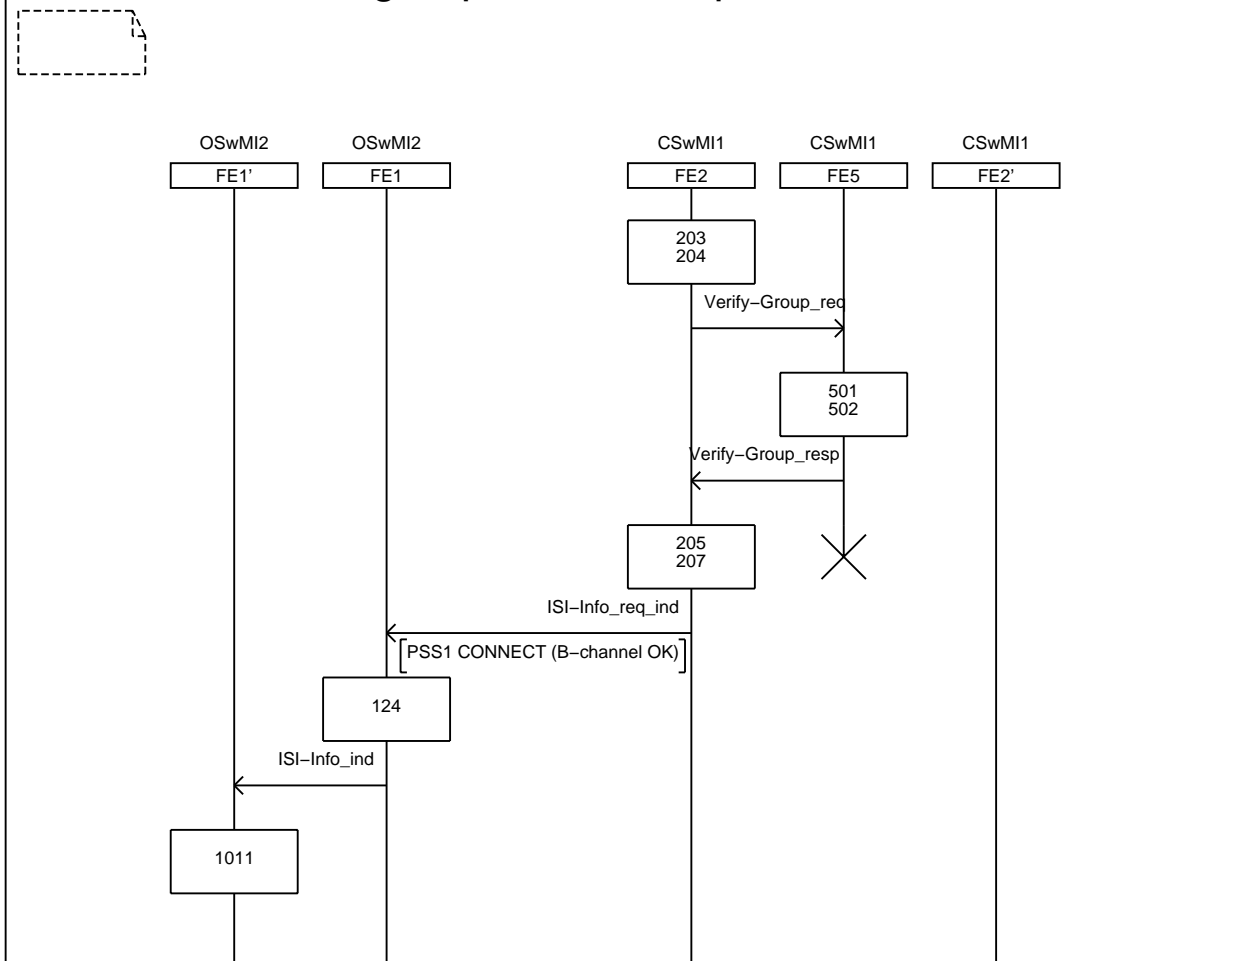 OSwMI2 OSwMI2 CSwMI1 CSwMI1 CSwMI1
FE1’ FE1 FE2 FE5 FE2’
203
204
Verify−Group_req
501
502
Verify−Group_resp
205
207
ISI−Info_req_ind
PSS1 CONNECT (B−channel OK)
124
ISI−Info_ind
1011